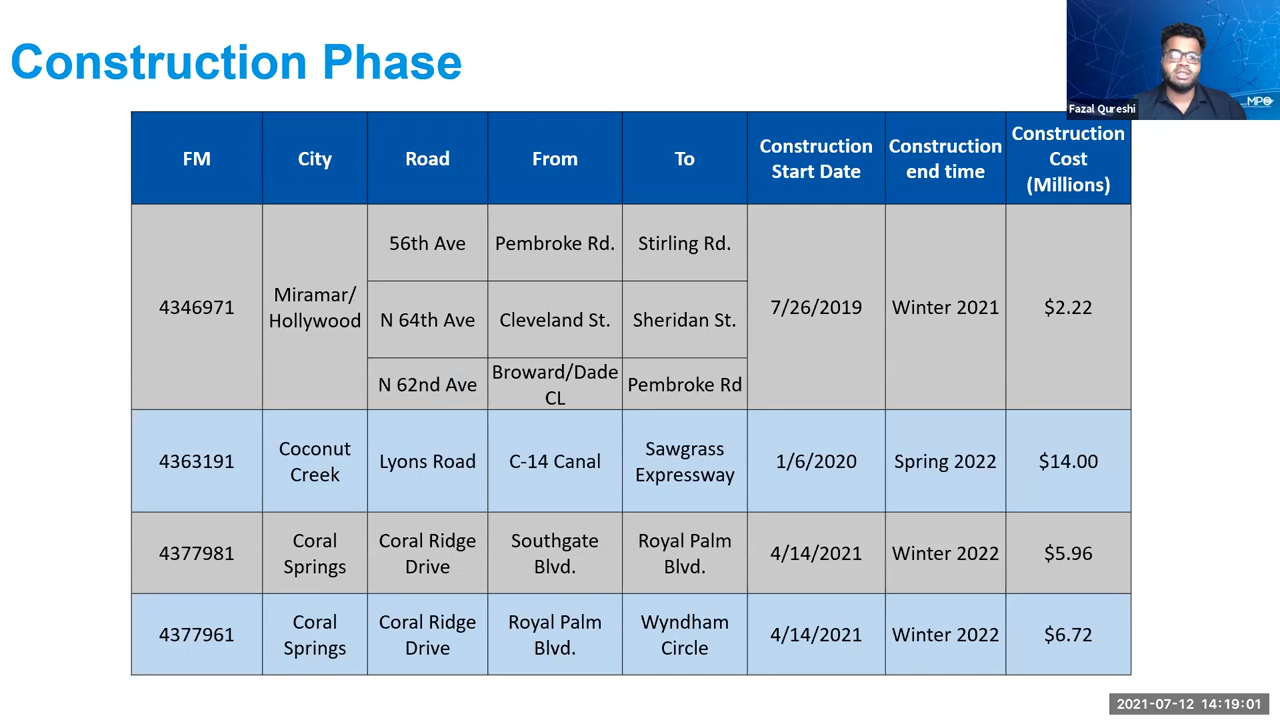 Construction Phase
Fazal Qureshi
MPO
FM
City
Road
From
To
Construction
Start Date
Construction
end time
Construction
Cost
(Millions)
4346971
Miramar/
Hollywood
56th Ave
Pembroke Rd.
Stirling Rd.
7/26/2019
Winter 2021
$2.22
N 64th Ave
Cleveland St.
Sheridan St.
N 62nd Ave
Broward/Dade
CL
Pembroke Rd
4363191
Coconut
Creek
Lyons Road
C-14 Canal
Sawgrass
Expressway
1/6/2020
Spring 2022
$14.00
4377981
Coral
Springs
Coral Ridge
Drive
Southgate
Blvd.
Royal Palm
Blvd.
4/14/2021
Winter 2022
$5.96
4377961
Coral
Springs
Coral Ridge
Drive
Royal Palm
Blvd.
Wyndham
Circle
4/14/2021
Winter 2022
$6.72
2021-07-12 14:19:01